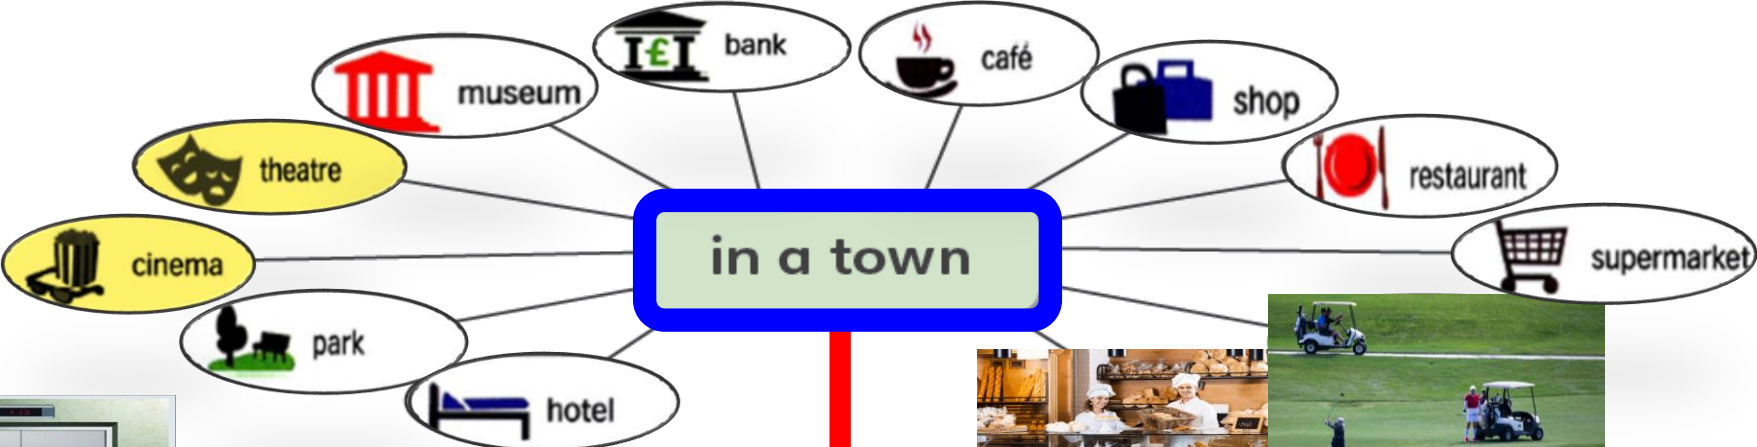 bank
café
museum
shop
theatre
restaurant
in a town
cinema
supermarket
park
hotel